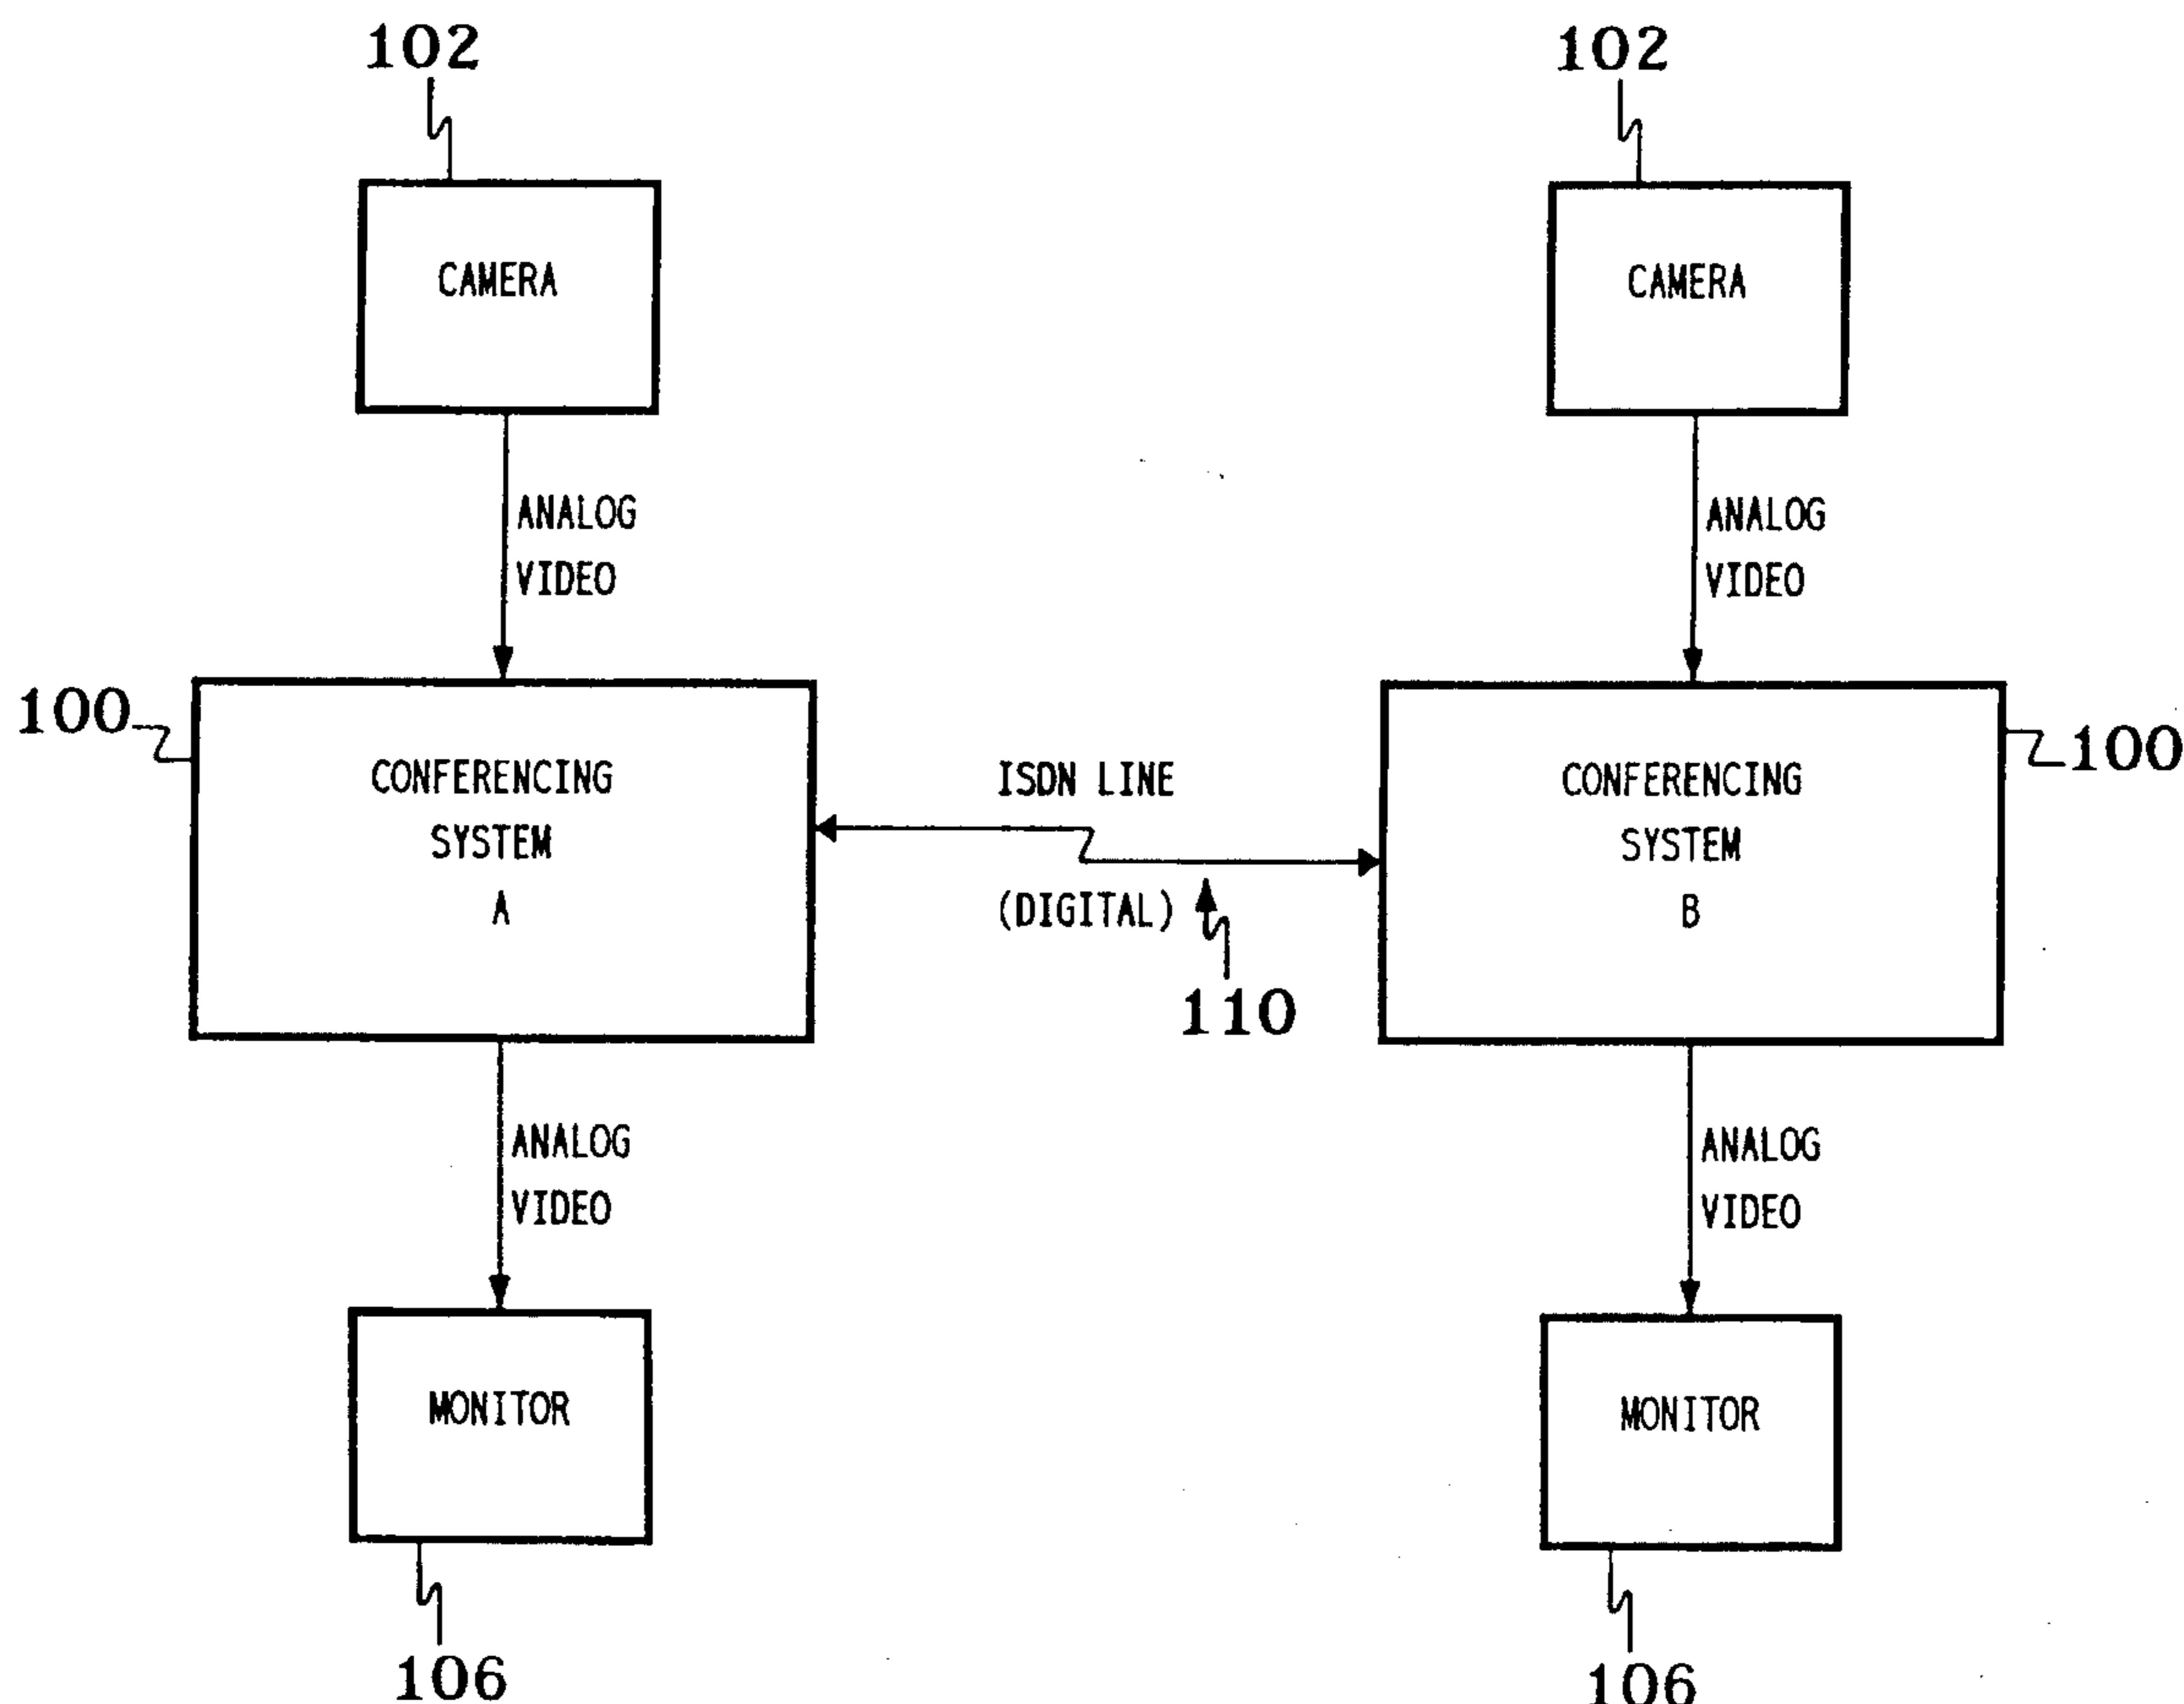 102
102
CAMERA
CAMERA
ANALOG
VIDEO
ANALOG
VIDEO
100
CONFERENCING
SYSTEM
A
ISDN LINE
(DIGITAL)
110
CONFERENCING
SYSTEM
B
100
ANALOG
VIDEO
ANALOG
VIDEO
MONITOR
MONITOR
106
106